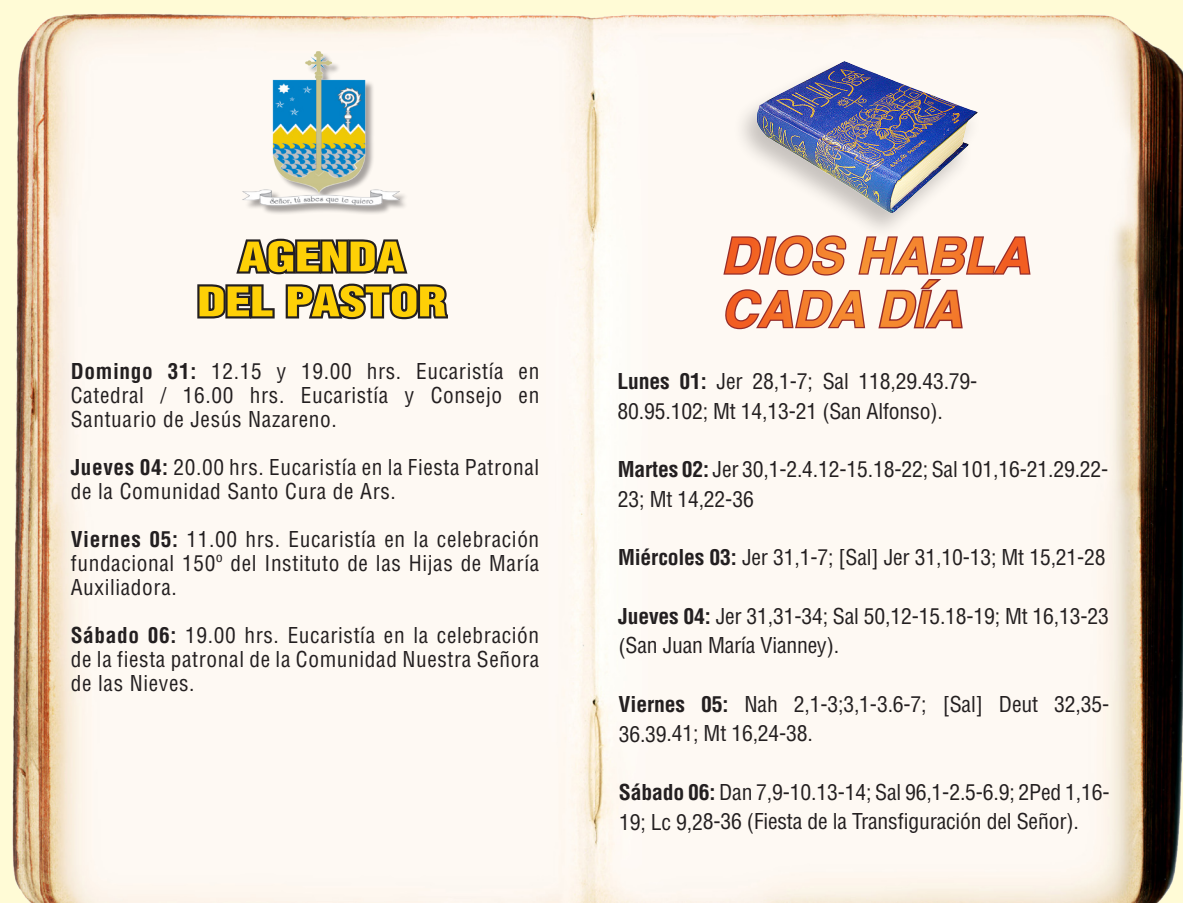 Señor, tú sabes que te quiero
AGENDA
DEL PASTOR
Domingo 31: 12.15 y 19.00 hrs. Eucaristía en
Catedral / 16.00 hrs. Eucaristía y Consejo en
Santuario de Jesús Nazareno.
Jueves 04: 20.00 hrs. Eucaristía en la Fiesta Patronal
de la Comunidad Santo Cura de Ars.
Viernes 05: 11.00 hrs. Eucaristía en la celebración
fundacional 150º del Instituto de las Hijas de María
Auxiliadora.
Sábado 06: 19.00 hrs. Eucaristía en la celebración
de la fiesta patronal de la Comunidad Nuestra Señora
de las Nieves.
DIOS HABLA
CADA DÍA
Lunes 01: Jer 28,1-7; Sal 118,29.43.79-
80.95.102; Mt 14,13-21 (San Alfonso).
Martes 02: Jer 30,1-2.4.12-15.18-22; Sal 101,16-21.29.22-
23; Mt 14,22-36
Miércoles 03: Jer 31,1-7; [Sal] Jer 31,10-13; Mt 15,21-28
Jueves 04: Jer 31,31-34; Sal 50,12-15.18-19; Mt 16,13-23
(San Juan María Vianney).
Viernes 05: Nah 2,1-3;3,1-3.6-7; [Sal] Deut 32,35-
36.39.41; Mt 16,24-38.
Sábado 06: Dan 7,9-10.13-14; Sal 96,1-2.5-6.9; 2Ped 1,16-
19; Lc 9,28-36 (Fiesta de la Transfiguración del Señor).